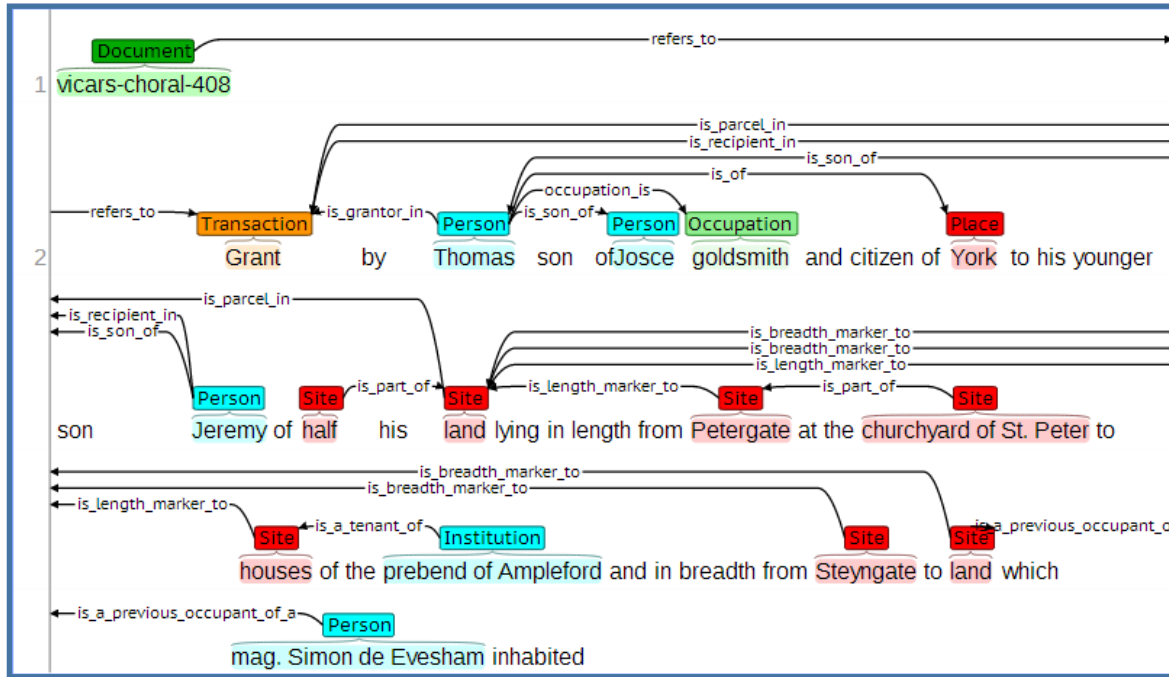 refers_to
Document
1 vicars-choral-408
is_parcel_in
is_recipient_in
is_son_of
is_of
occupation_is
refers_to is_grantor_in is_son_of
Transaction Person Person Occupation Place
2 Grant by Thomas son ofJosce goldsmith and citizen of York to his younger
is_parcel_in
is_recipient_in
is_son_of is_breadth_marker_to
is_breadth_marker_to
is_length_marker_to
is_part_of is_length_marker_to is_part_of
Person Site Site Site Site
son Jeremy of half his land lying in length from Petergate at the churchyard of St. Peter to
is_breadth_marker_to
is_breadth_marker_to
is_length_marker_to
is_a_tenant_of is_a_previous_occupant_o
Site Institution Site Site
houses of the prebend of Ampleford and in breadth from Steyngate to land which
is_a_previous_occupant_of_a
Person
mag. Simon de Evesham inhabited